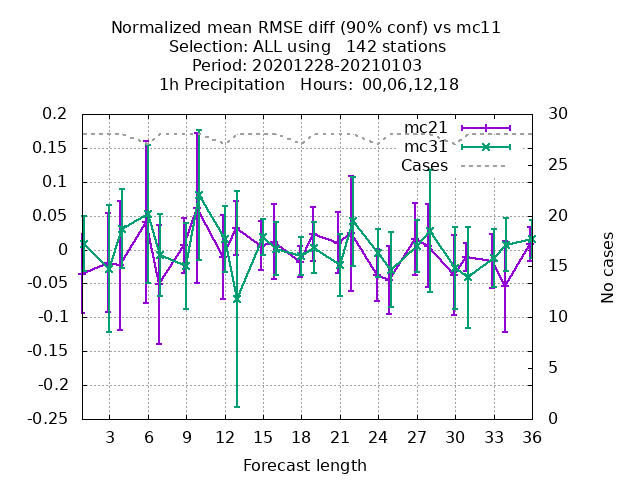 Normalized mean RMSE diff (90% conf) vs mc11
Selection: ALL using   142 stations
Period: 20201228-20210103
1h Precipitation   Hours:  00,06,12,18
0.2
0.15
0.1
0.05
0
-0.05
-0.1
-0.15
-0.2
-0.25
30
25
20
15
10
5
0
mc21
mc31
Cases
No cases
3 6 9 12 15 18 21 24 27 30 33 36
Forecast length